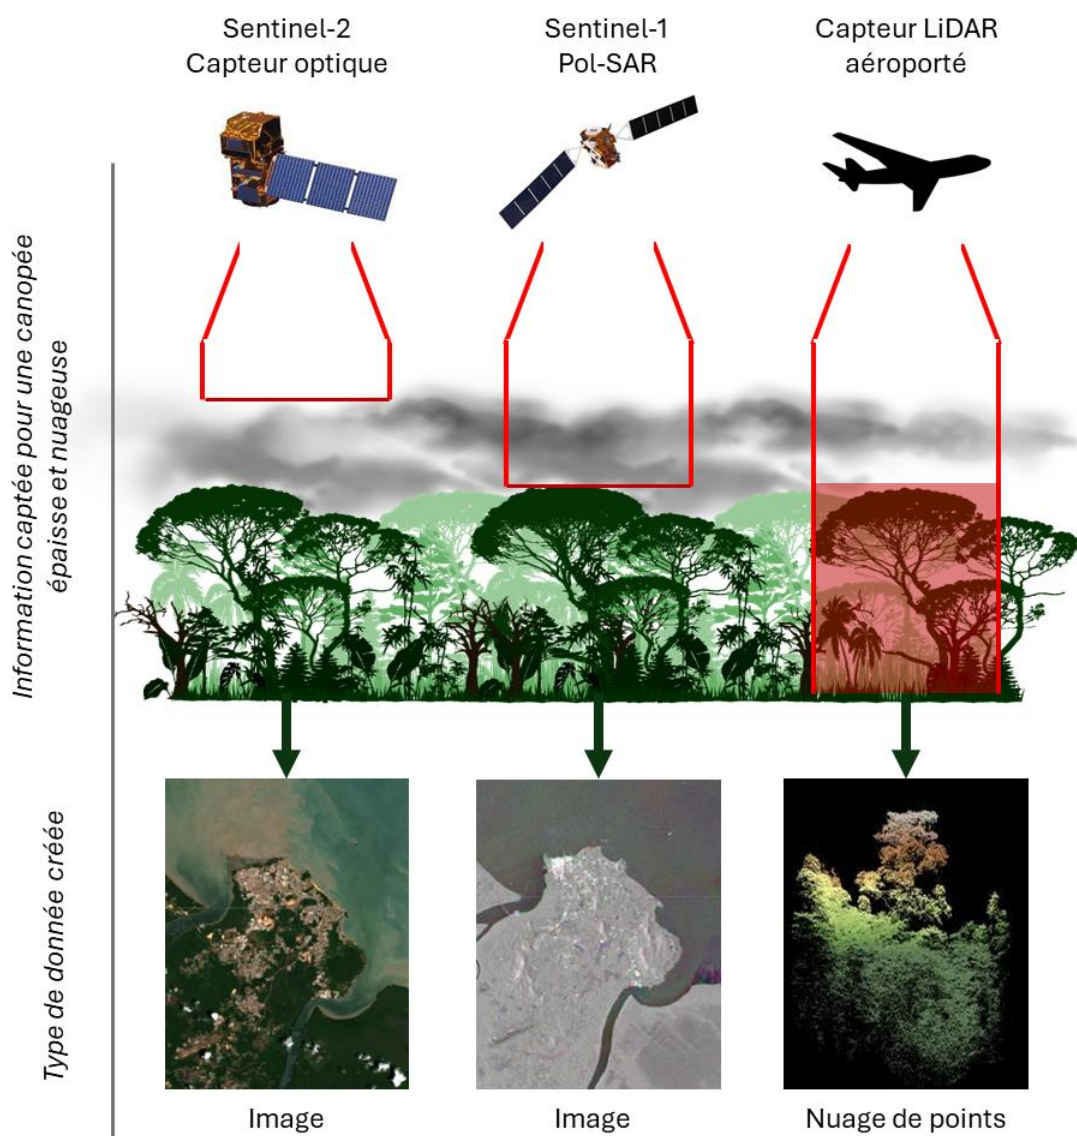 Sentinel-2
Capteur optique
Sentinel-1
Pol-SAR
Capteur LiDAR
aéroporté
Information captée pour une canopée
épaisse et nuageuse
Type de donnée créée
Image
Image
Nuage de points